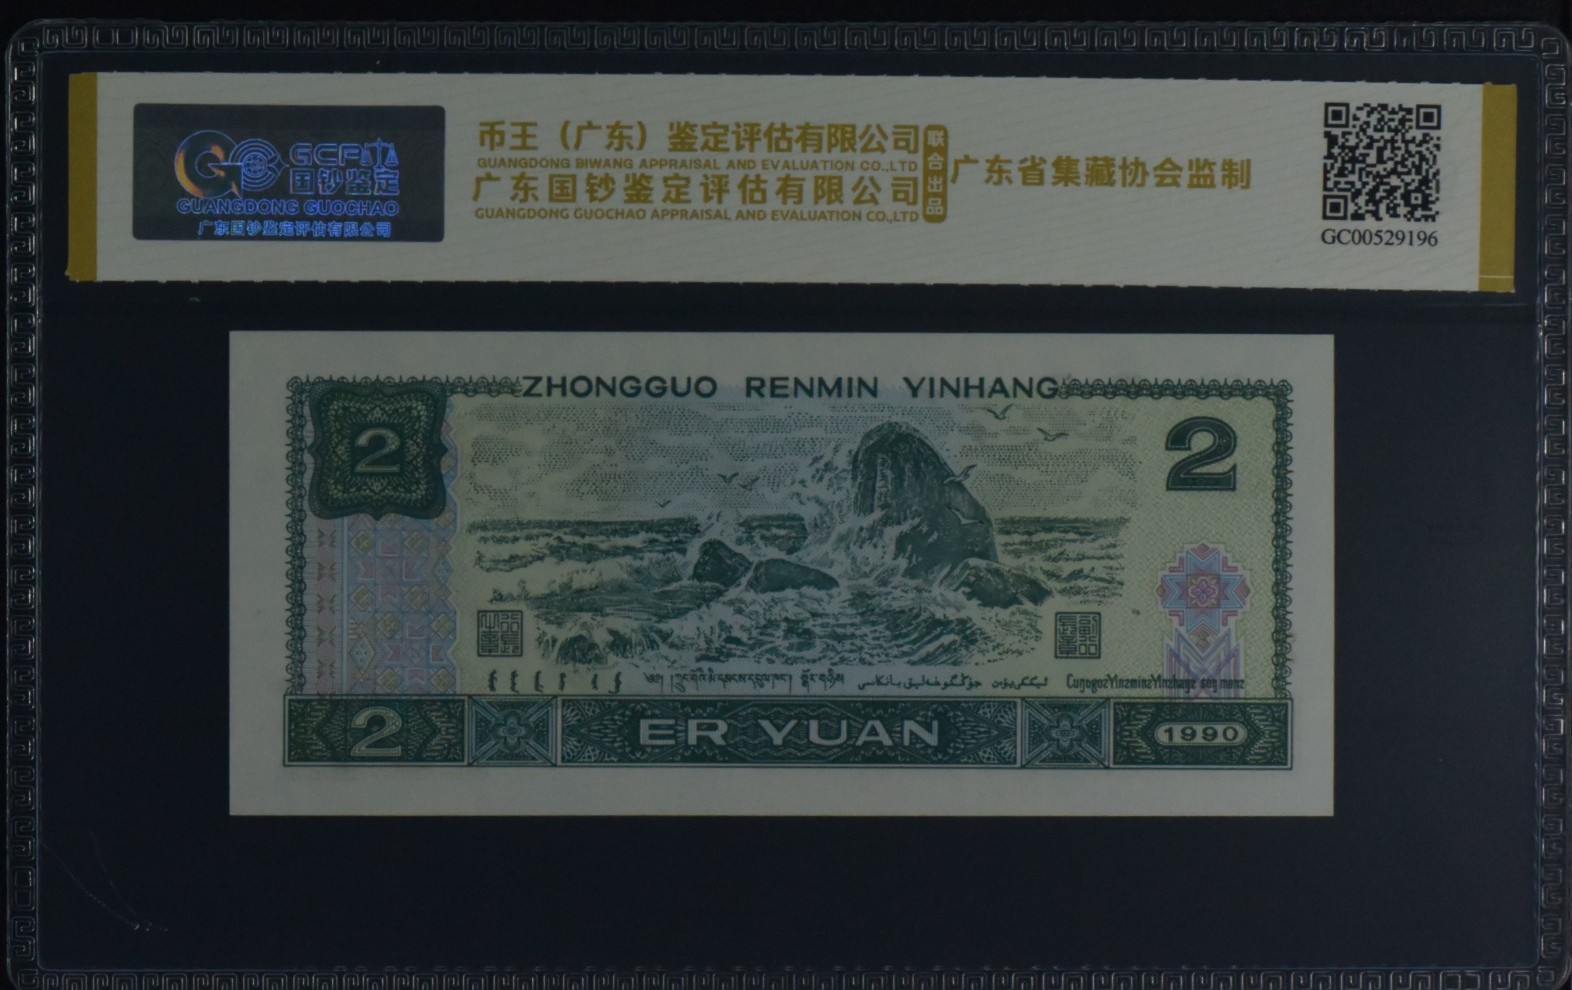 GCF
国钞鉴定
GUANGDONG GUOCHAO
广东国钞鉴定评估有限公司
币王（广东）鉴定评估有限公司
GUANGDONG BIWANG APPRAISAL AND EVALUATION CO.,LTD
广东国钞鉴定评估有限公司
GUANGDONG GUOCHAO APPRAISAL AND EVALUATION CO.,LTD
联合出品
广东省集藏协会监制
GC00529196
ZHONGGUO RENMIN YINHANG
2
2
2 ER YUAN 1990